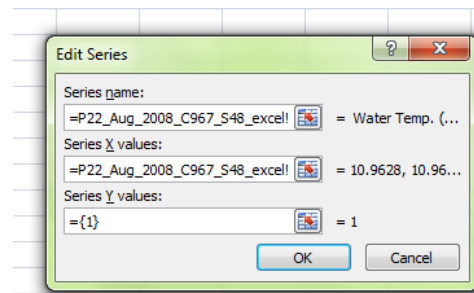 Edit Series
Series name:
=P22_Aug_2008_C967_S48_excel! = Water Temp. (...
Series X values:
=P22_Aug_2008_C967_S48_excel! = 10.9628, 10.96...
Series Y values:
={1} = 1
OK Cancel